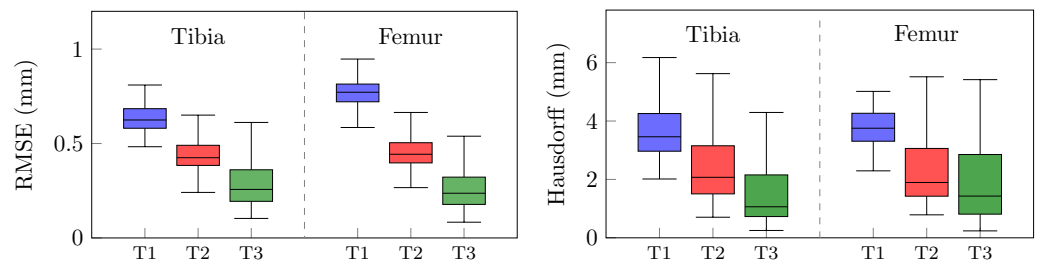 RMSE (mm)
1
0.5
0
Tibia Femur
T1 T2 T3 T1 T2 T3
Hausdorff (mm)
6
4
2
0
Tibia Femur
T1 T2 T3 T1 T2 T3